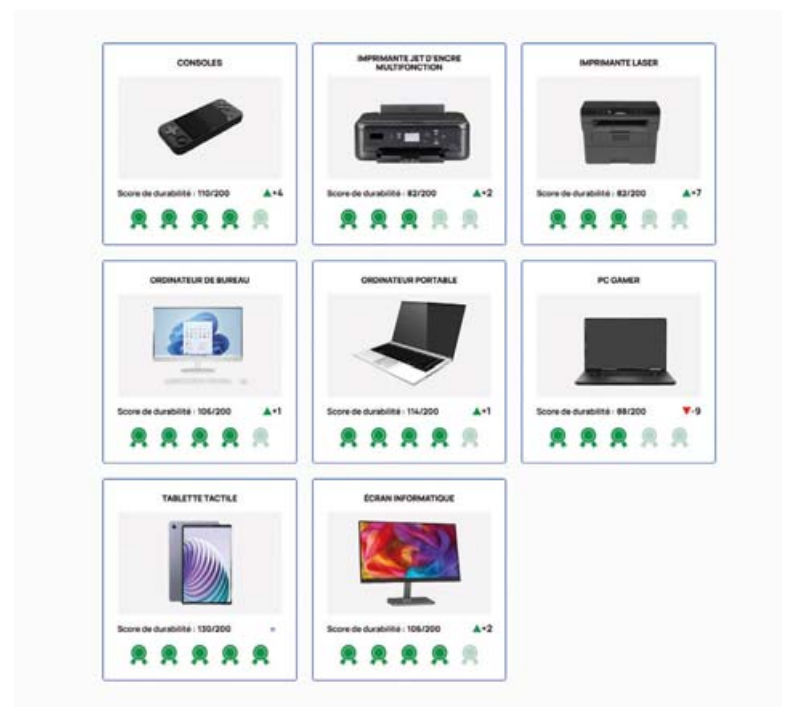 CONSOLES
Score de durabilité : 110/200 ▲+4
IMPRIMANTE JET D'ENCRE
MULTIFONCTION
Score de durabilité : 82/200 ▲+2
IMPRIMANTE LASER
Score de durabilité : 82/200 ▲+7
ORDINATEUR DE BUREAU
Score de durabilité : 106/200 ▲+1
ORDINATEUR PORTABLE
Score de durabilité : 114/200 ▲+1
PC GAMER
Score de durabilité : 88/200 ▼-9
TABLETTE TACTILE
Score de durabilité : 130/200 =
ÉCRAN INFORMATIQUE
Score de durabilité : 106/200 ▲+2